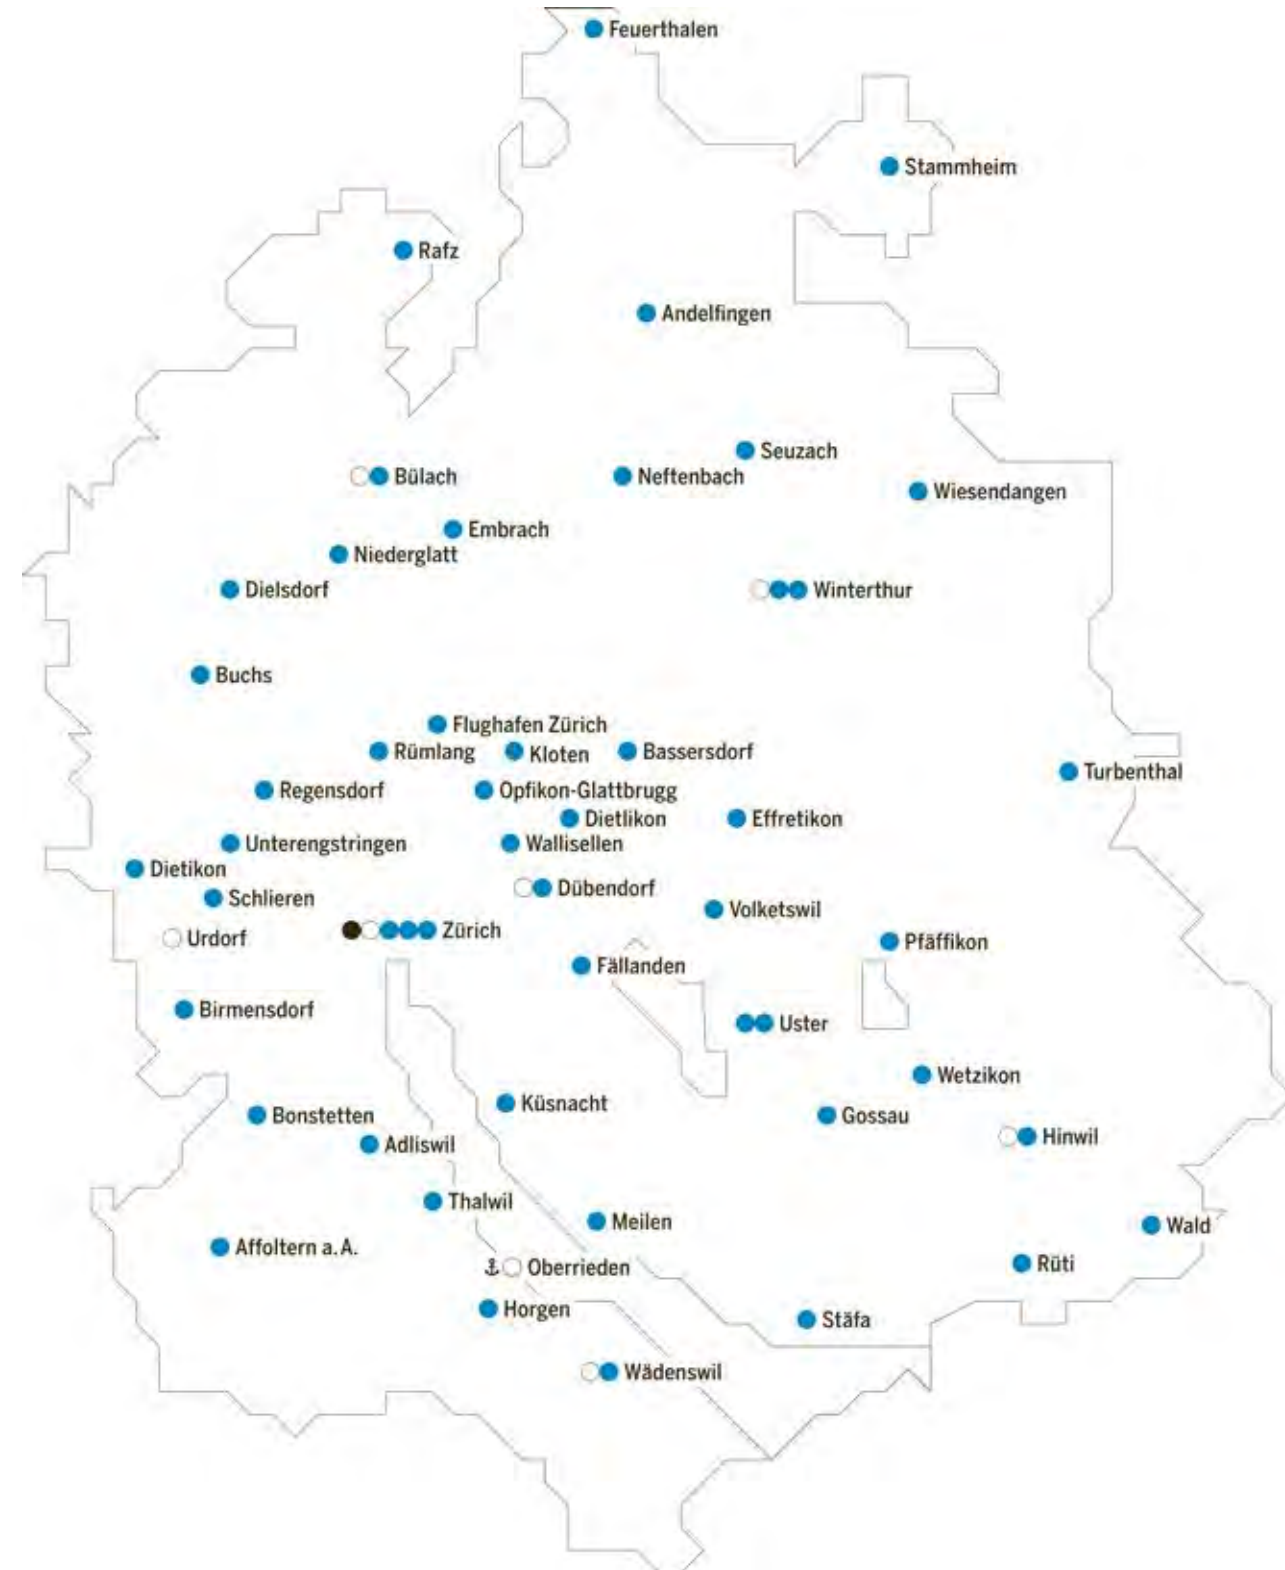 Feuerthalen
Stammheim
Rafz
Andelfingen
Seuzach
Bülach
Neftenbach
Wiesendangen
Embrach
Niederglatt
Dielsdorf
Winterthur
Buchs
Flughafen Zürich
Rümlang
Kloten
Bassersdorf
Turbenthal
Regensdorf
Opfikon-Glattbrugg
Dietlikon
Effretikon
Unterengstringen
Wallisellen
Dietikon
Dübendorf
Schlieren
Volketswil
Zürich
Urdorf
Pfäffikon
Fällanden
Birmensdorf
Uster
Wetzikon
Küsnacht
Bonstetten
Gossau
Hinwil
Adliswil
Thalwil
Meilen
Wald
Affoltern a. A.
Rüti
Oberrieden
Horgen
Stäfa
Wädenswil